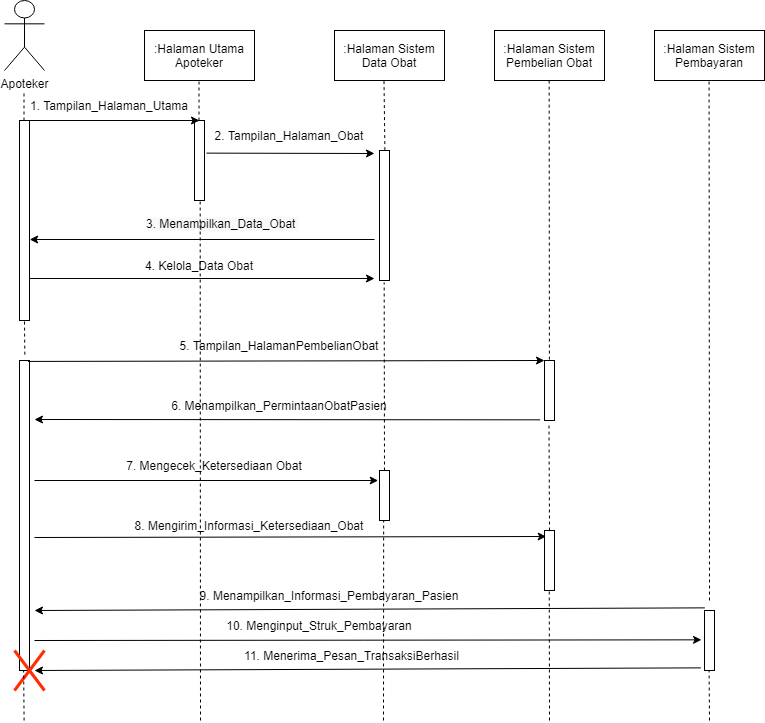 :Halaman Utama
Apoteker
:Halaman Sistem
Data Obat
:Halaman Sistem
Pembelian Obat
:Halaman Sistem
Pembayaran
Apoteker
1. Tampilan_Halaman_Utama
2. Tampilan_Halaman_Obat
3. Menampilkan_Data_Obat
4. Kelola_Data Obat
5. Tampilan_HalamanPembelianObat
6. Menampilkan_PermintaanObatPasien
7. Mengecek_Ketersediaan Obat
8. Mengirim_Informasi_Ketersediaan_Obat
9. Menampilkan_Informasi_Pembayaran_Pasien
10. Menginput_Struk_Pembayaran
11. Menerima_Pesan_TransaksiBerhasil